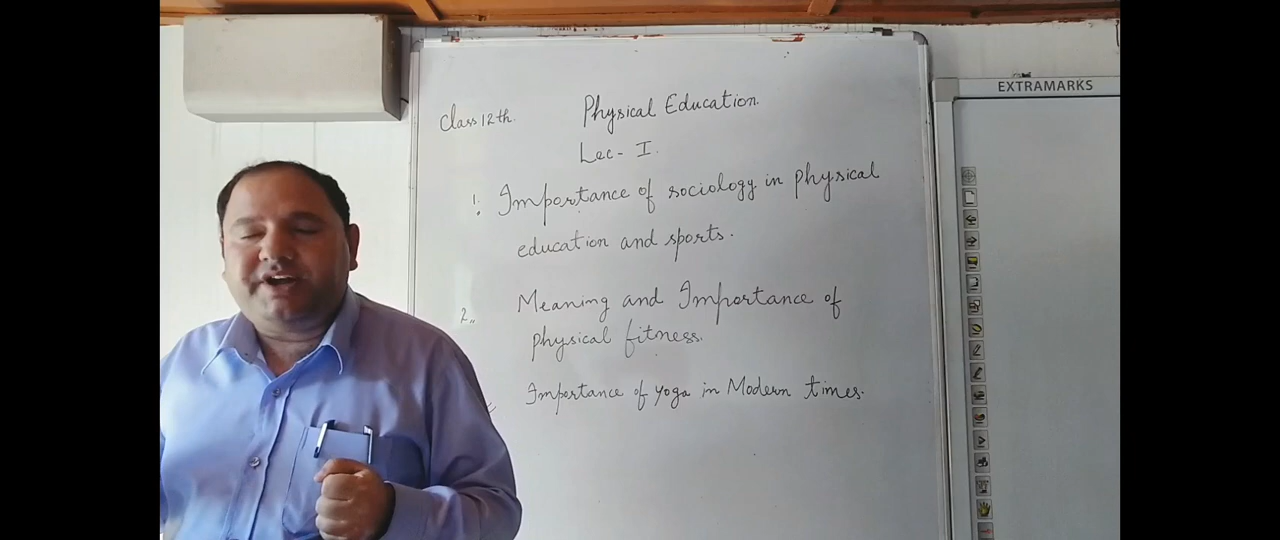 EXTRAMARKS
Class 12th.
Physical Education.
Lec - I.
1. Importance of sociology in physical
education and sports.
2. Meaning and Importance of
physical fitness.
Importance of yoga in Modern times.